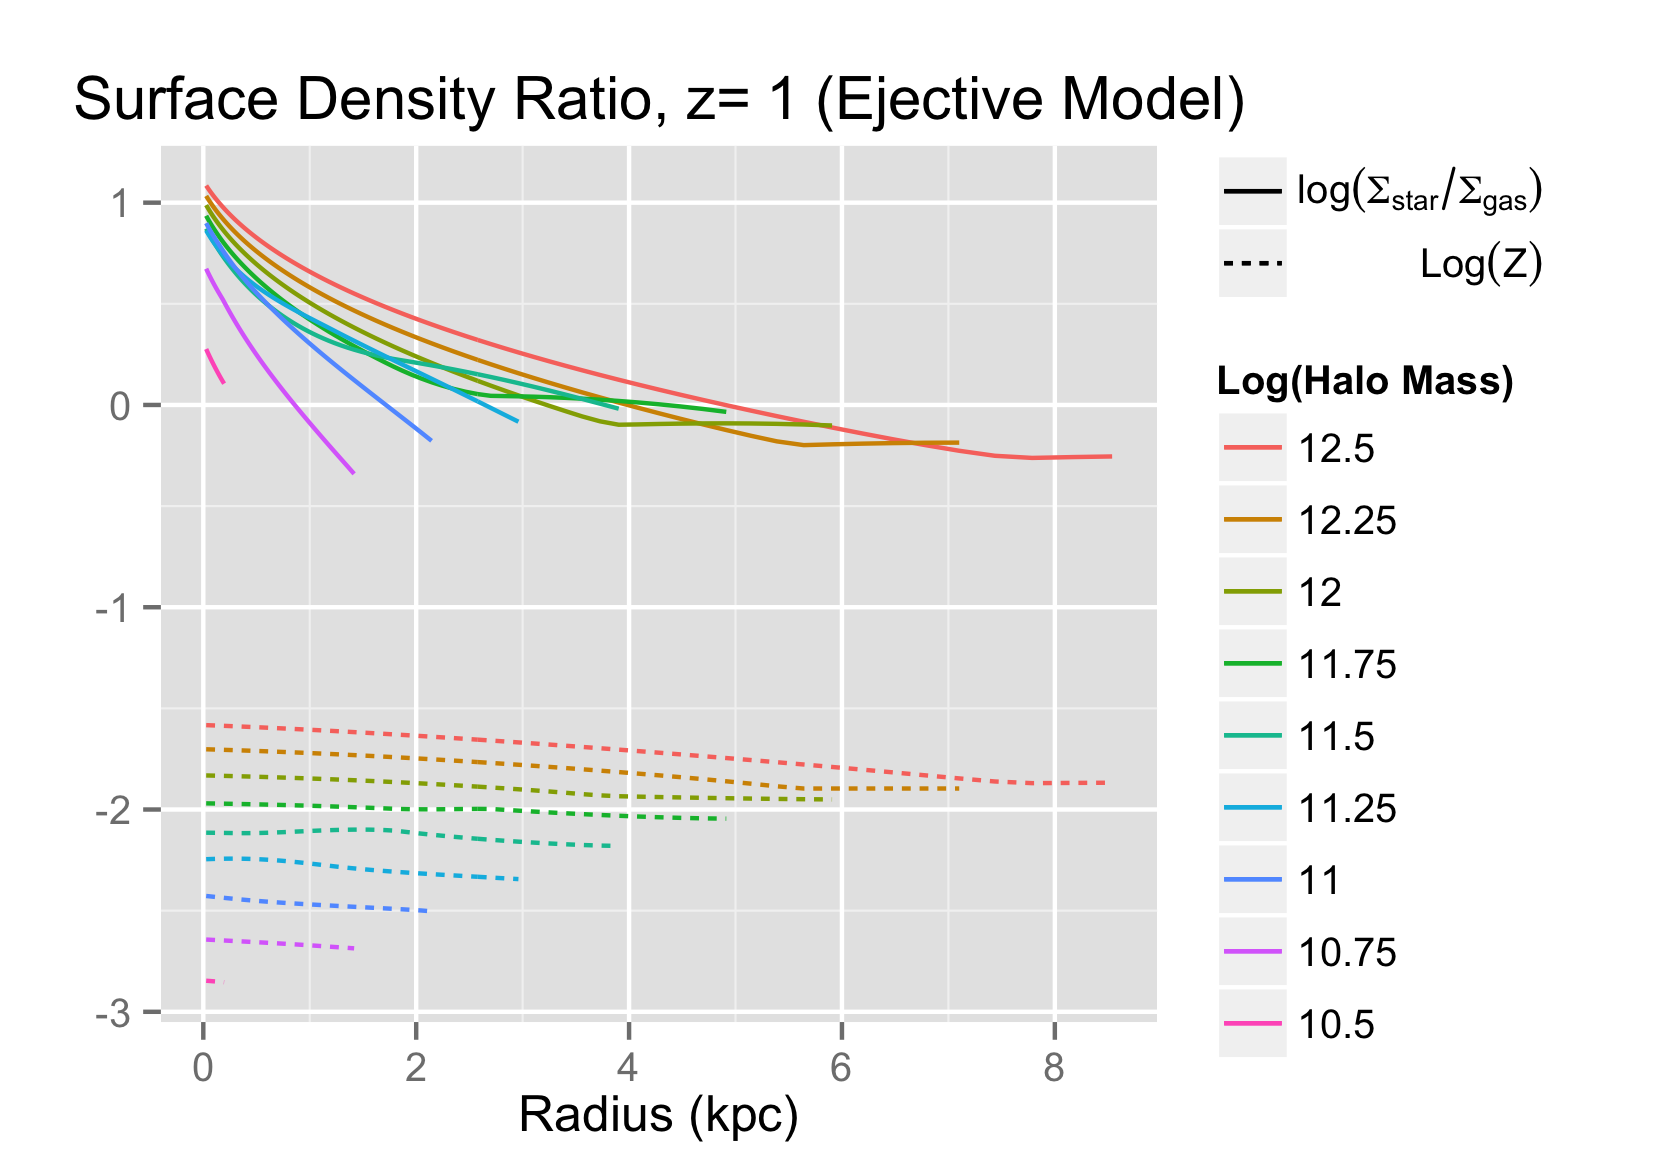 Surface Density Ratio, z= 1 (Ejective Model)
1
0
-1
-2
-3
0 2 4 6 8
Radius (kpc)
log(Σstar/Σgas)
Log(Z)
Log(Halo Mass)
12.5
12.25
12
11.75
11.5
11.25
11
10.75
10.5